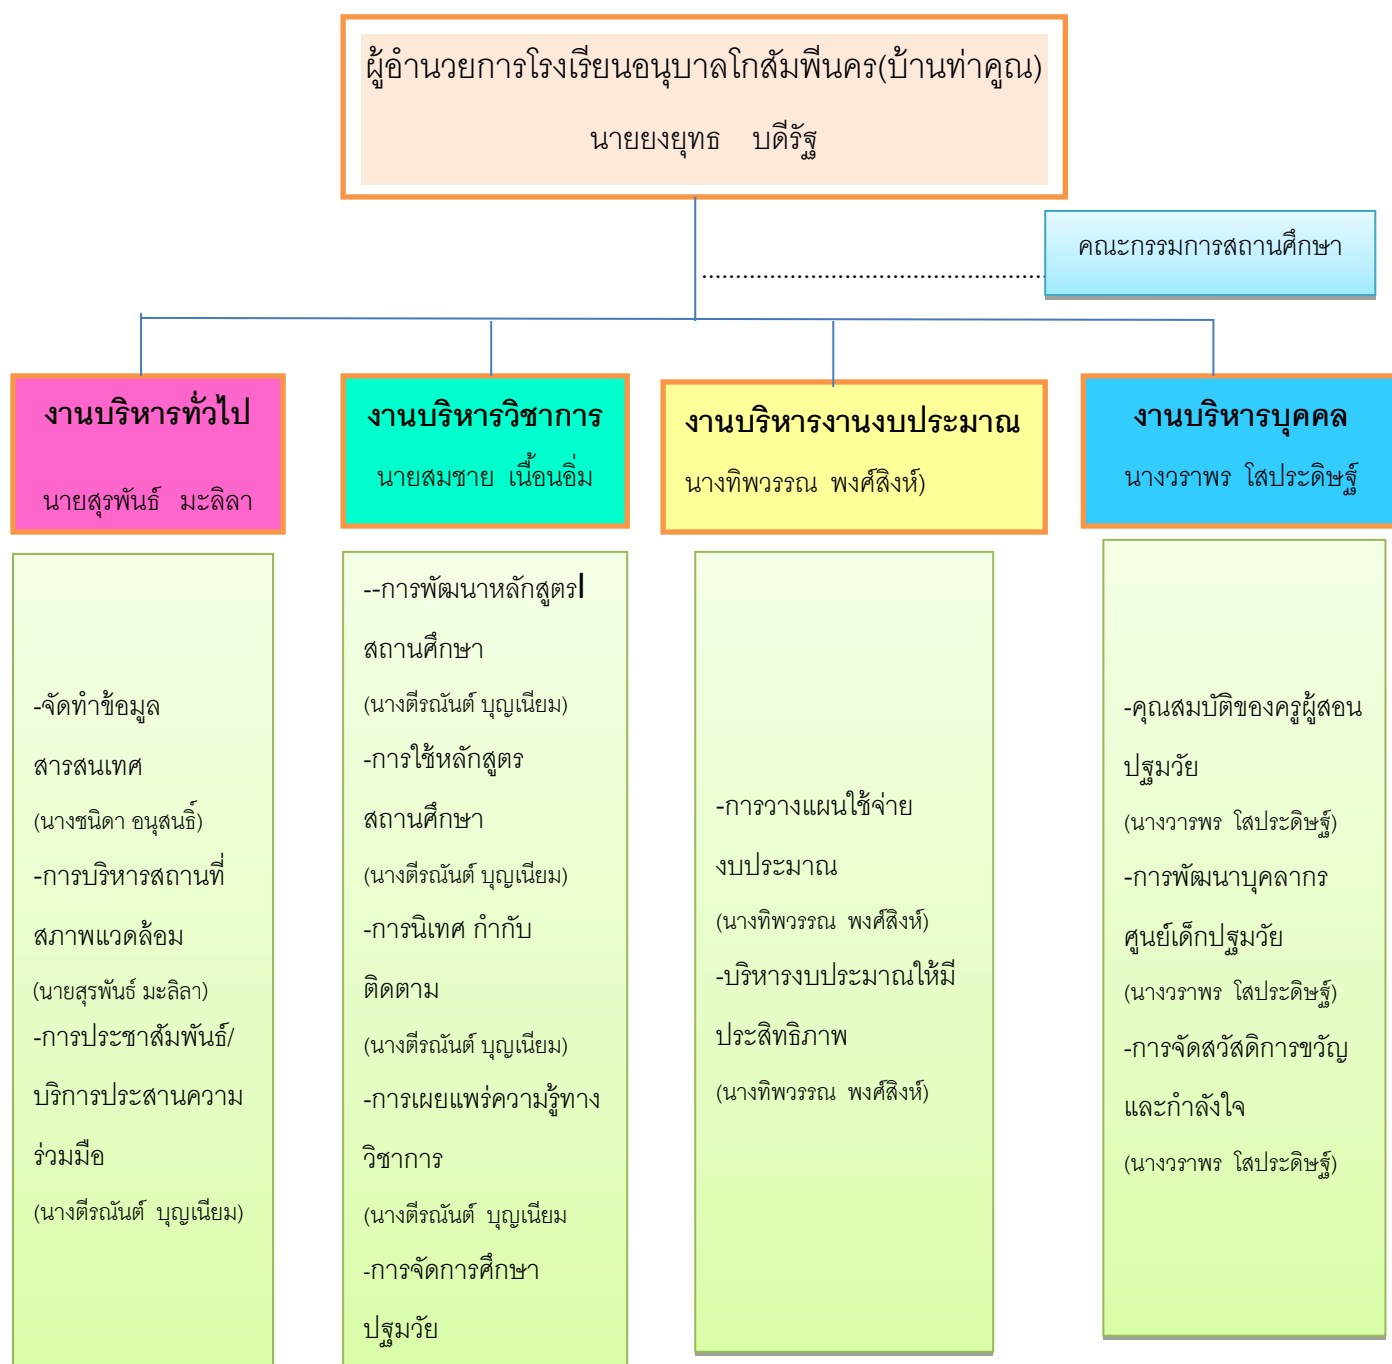 ผู้อำนวยการโรงเรียนอนุบาลโกสัมพีนคร(บ้านท่าคูณ)
นายยงยุทธ บดีรัฐ
คณะกรรมการสถานศึกษา
งานบริหารทั่วไป
นายสุรพันธ์ มะลิลา
งานบริหารวิชาการ
นายสมชาย เนื้อนอิ่ม
งานบริหารงานงบประมาณ
นางทิพวรรณ พงศ์สิงห์)
งานบริหารบุคคล
นางวราพร โสประดิษฐ์
-จัดทำข้อมูล
สารสนเทศ
(นางชนิดา อนุสนธิ์)
-การบริหารสถานที่
สภาพแวดล้อม
(นายสุรพันธ์ มะลิลา)
-การประชาสัมพันธ์/
บริการประสานความ
ร่วมมือ
(นางตีรณันต์ บุญเนียม)
--การพัฒนาหลักสูตรl
สถานศึกษา
(นางตีรณันต์ บุญเนียม)
-การใช้หลักสูตร
สถานศึกษา
(นางตีรณันต์ บุญเนียม)
-การนิเทศ กำกับ
ติดตาม
(นางตีรณันต์ บุญเนียม)
-การเผยแพร่ความรู้ทาง
วิชาการ
(นางตีรณันต์ บุญเนียม
-การจัดการศึกษา
ปฐมวัย
-การวางแผนใช้จ่าย
งบประมาณ
(นางทิพวรรณ พงศ์สิงห์)
-บริหารงบประมาณให้มี
ประสิทธิภาพ
(นางทิพวรรณ พงศ์สิงห์)
-คุณสมบัติของครูผู้สอน
ปฐมวัย
(นางวารพร โสประดิษฐ์)
-การพัฒนาบุคลากร
ศูนย์เด็กปฐมวัย
(นางวราพร โสประดิษฐ์)
-การจัดสวัสดิการขวัญ
และกำลังใจ
(นางวราพร โสประดิษฐ์)